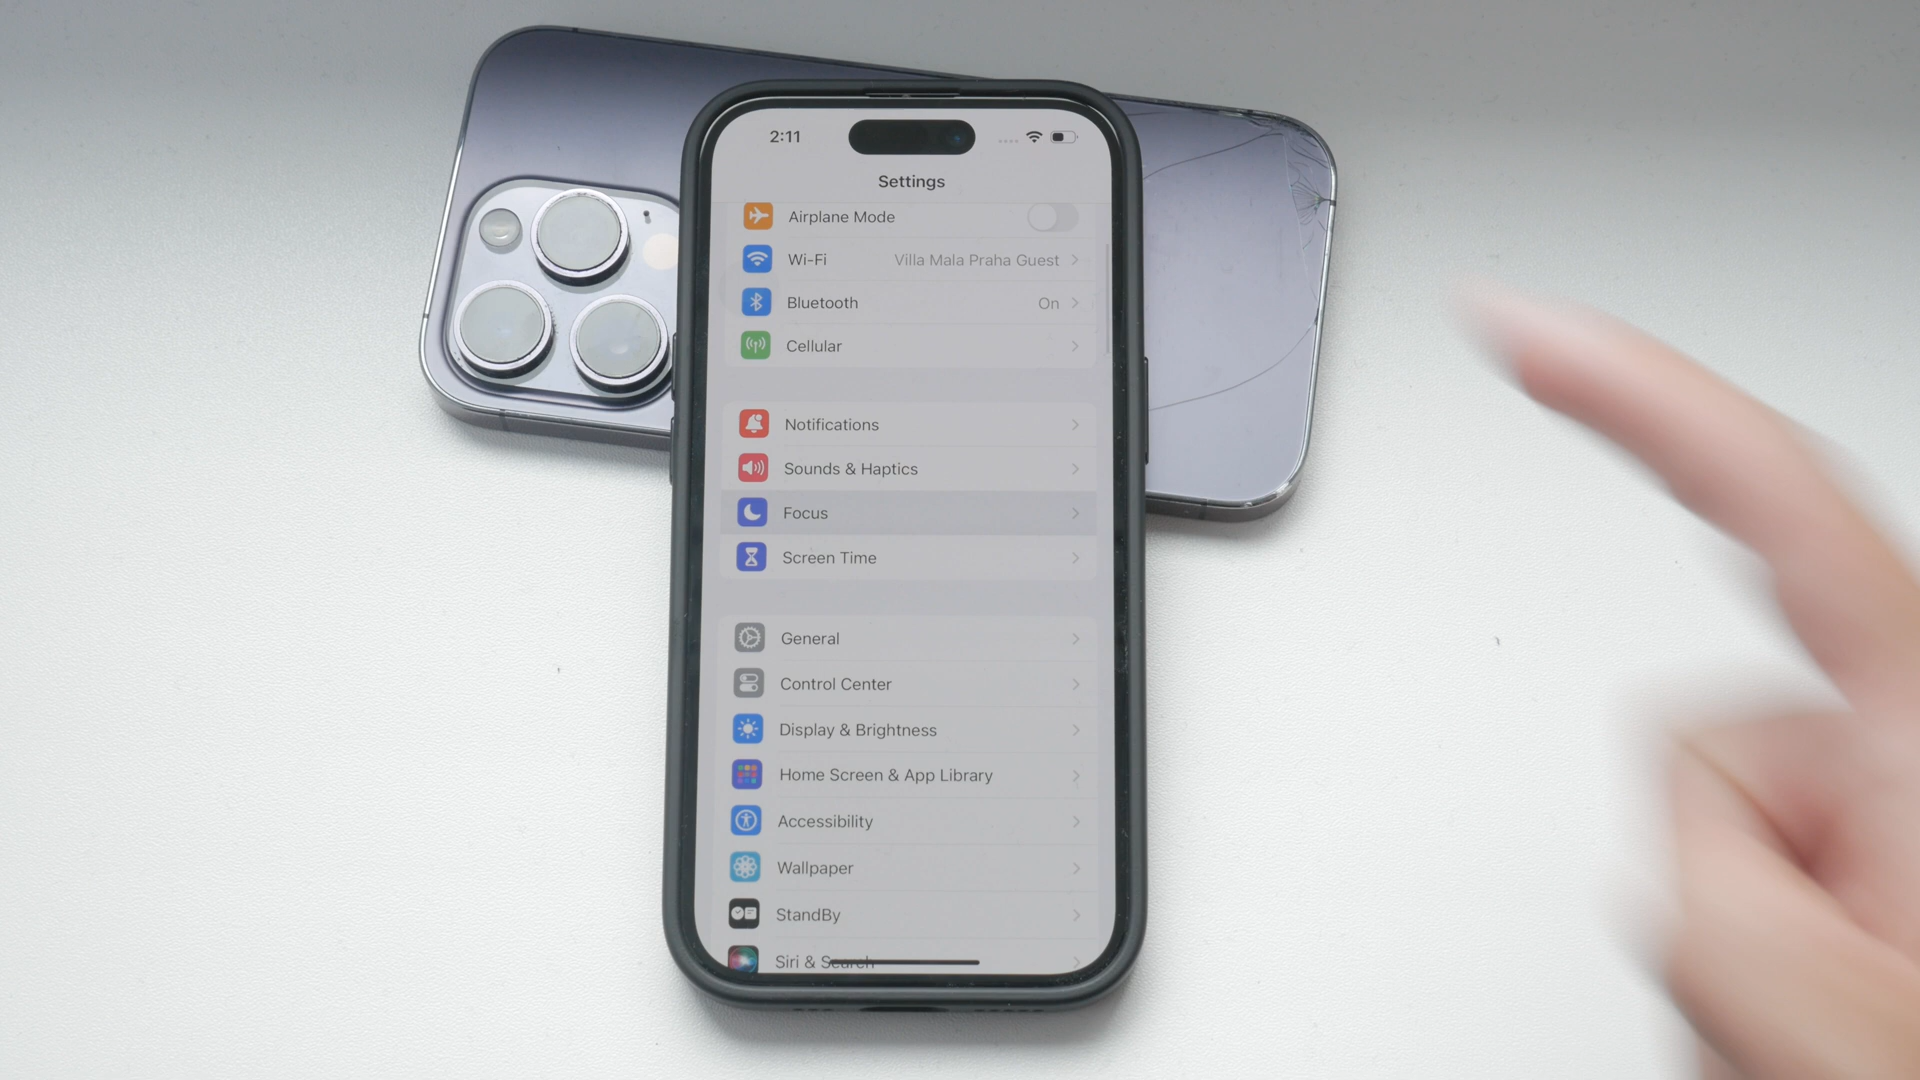 2:11
Settings
Airplane Mode
Wi-Fi Villa Mala Praha Guest
Bluetooth On
Cellular
Notifications
Sounds & Haptics
Focus
Screen Time
General
Control Center
Display & Brightness
Home Screen & App Library
Accessibility
Wallpaper
StandBy
Siri & Search